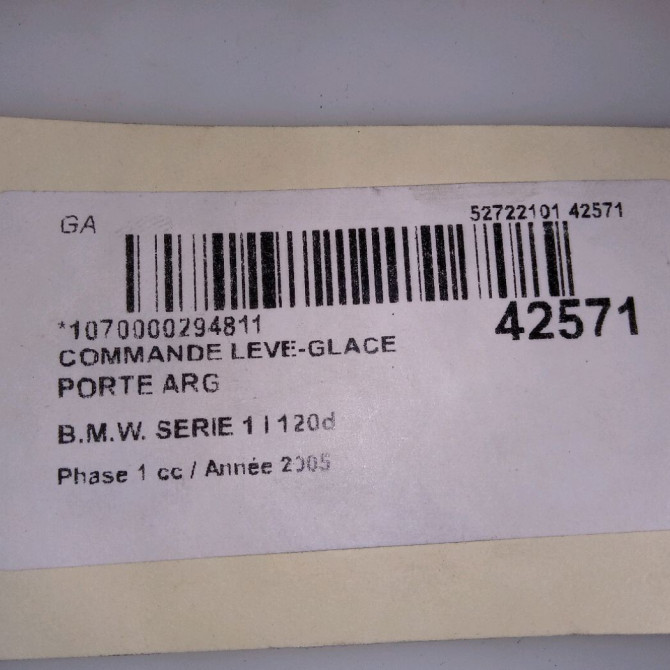 GA
52722101 42571
42571
*1070000294811
COMMANDE LEVE-GLACE
PORTE ARG
B.M.W. SERIE 1 I 120d
Phase 1 cc / Année 2005